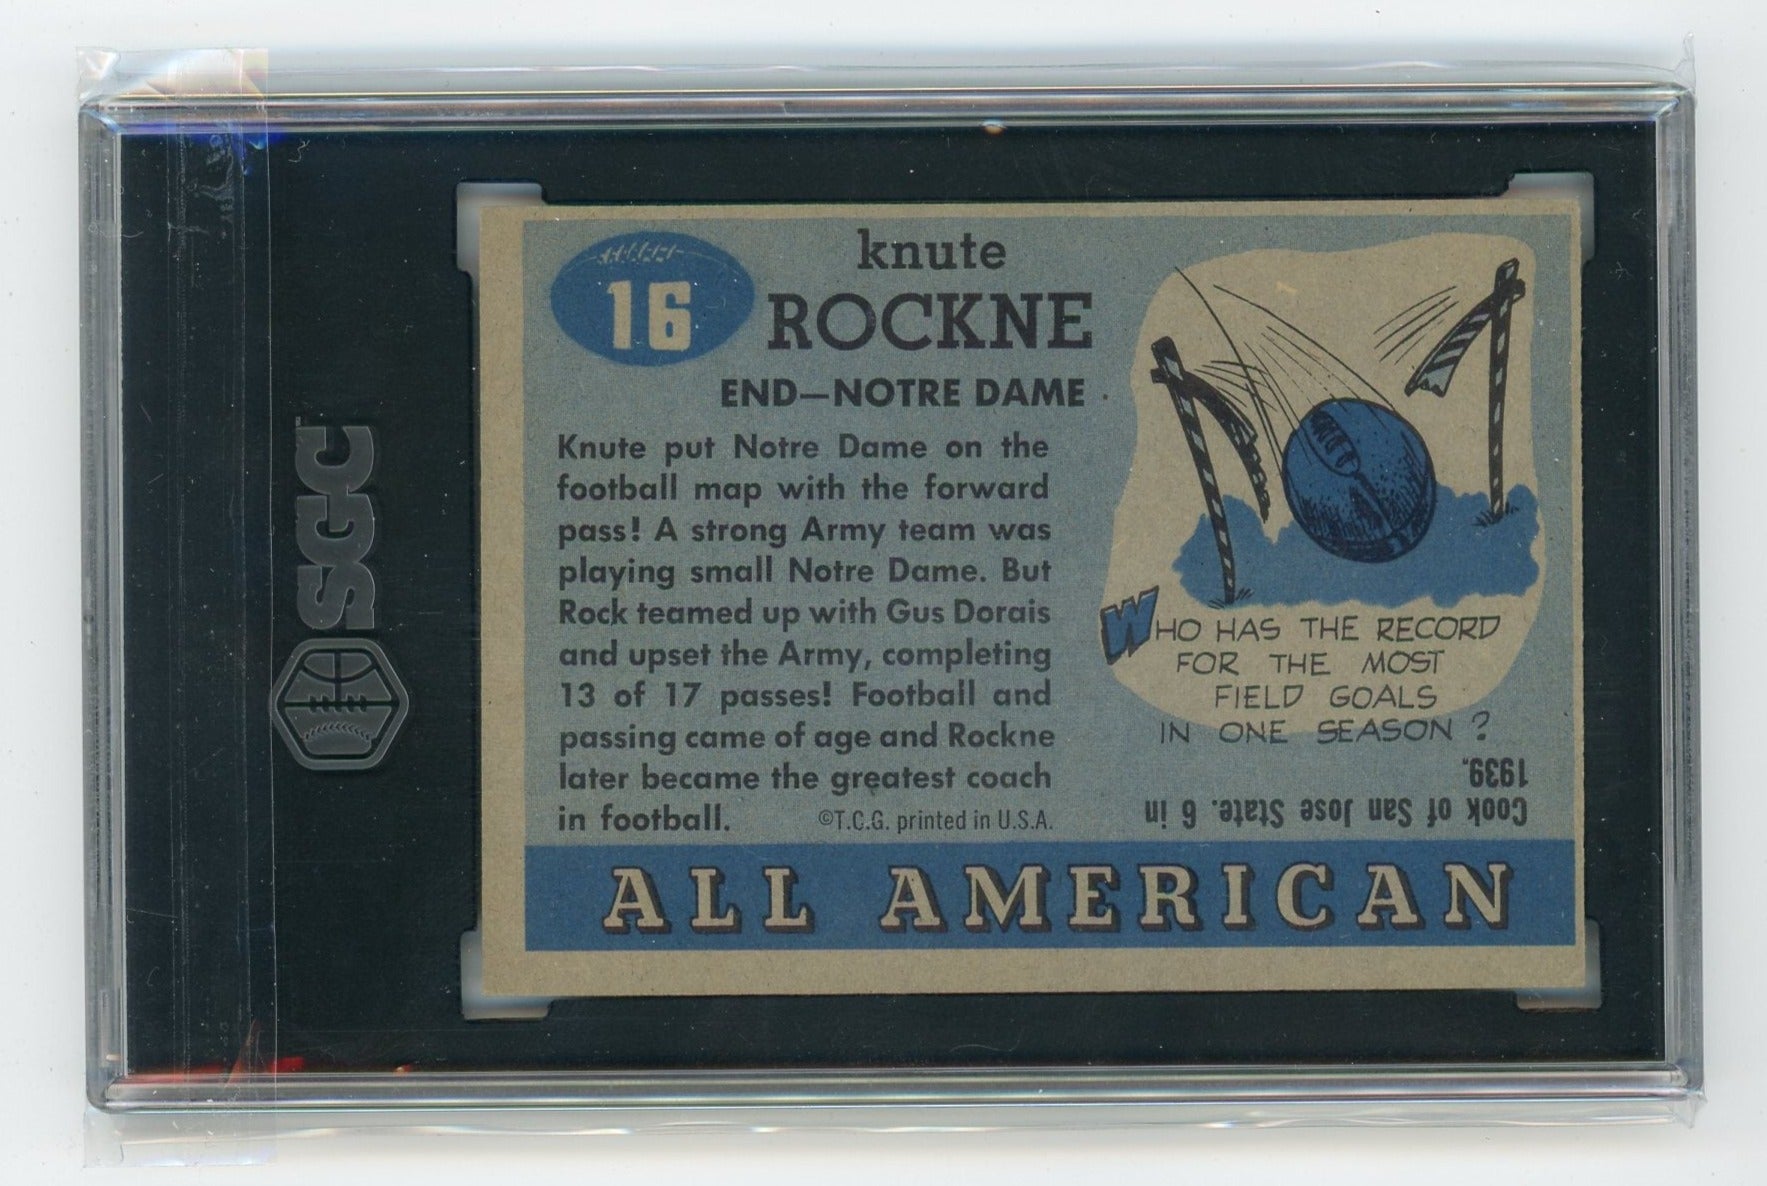 SGC
16
knute
ROCKNE
END—NOTRE DAME
Knute put Notre Dame on the
football map with the forward
pass! A strong Army team was
playing small Notre Dame. But
Rock teamed up with Gus Dorais
and upset the Army, completing
13 of 17 passes! Football and
passing came of age and Rockne
later became the greatest coach
in football.
©T.C.G. printed in U.S.A.
WHO HAS THE RECORD
FOR THE MOST
FIELD GOALS
IN ONE SEASON?
Cook of San Jose State. 6 in
1939.
ALL AMERICAN